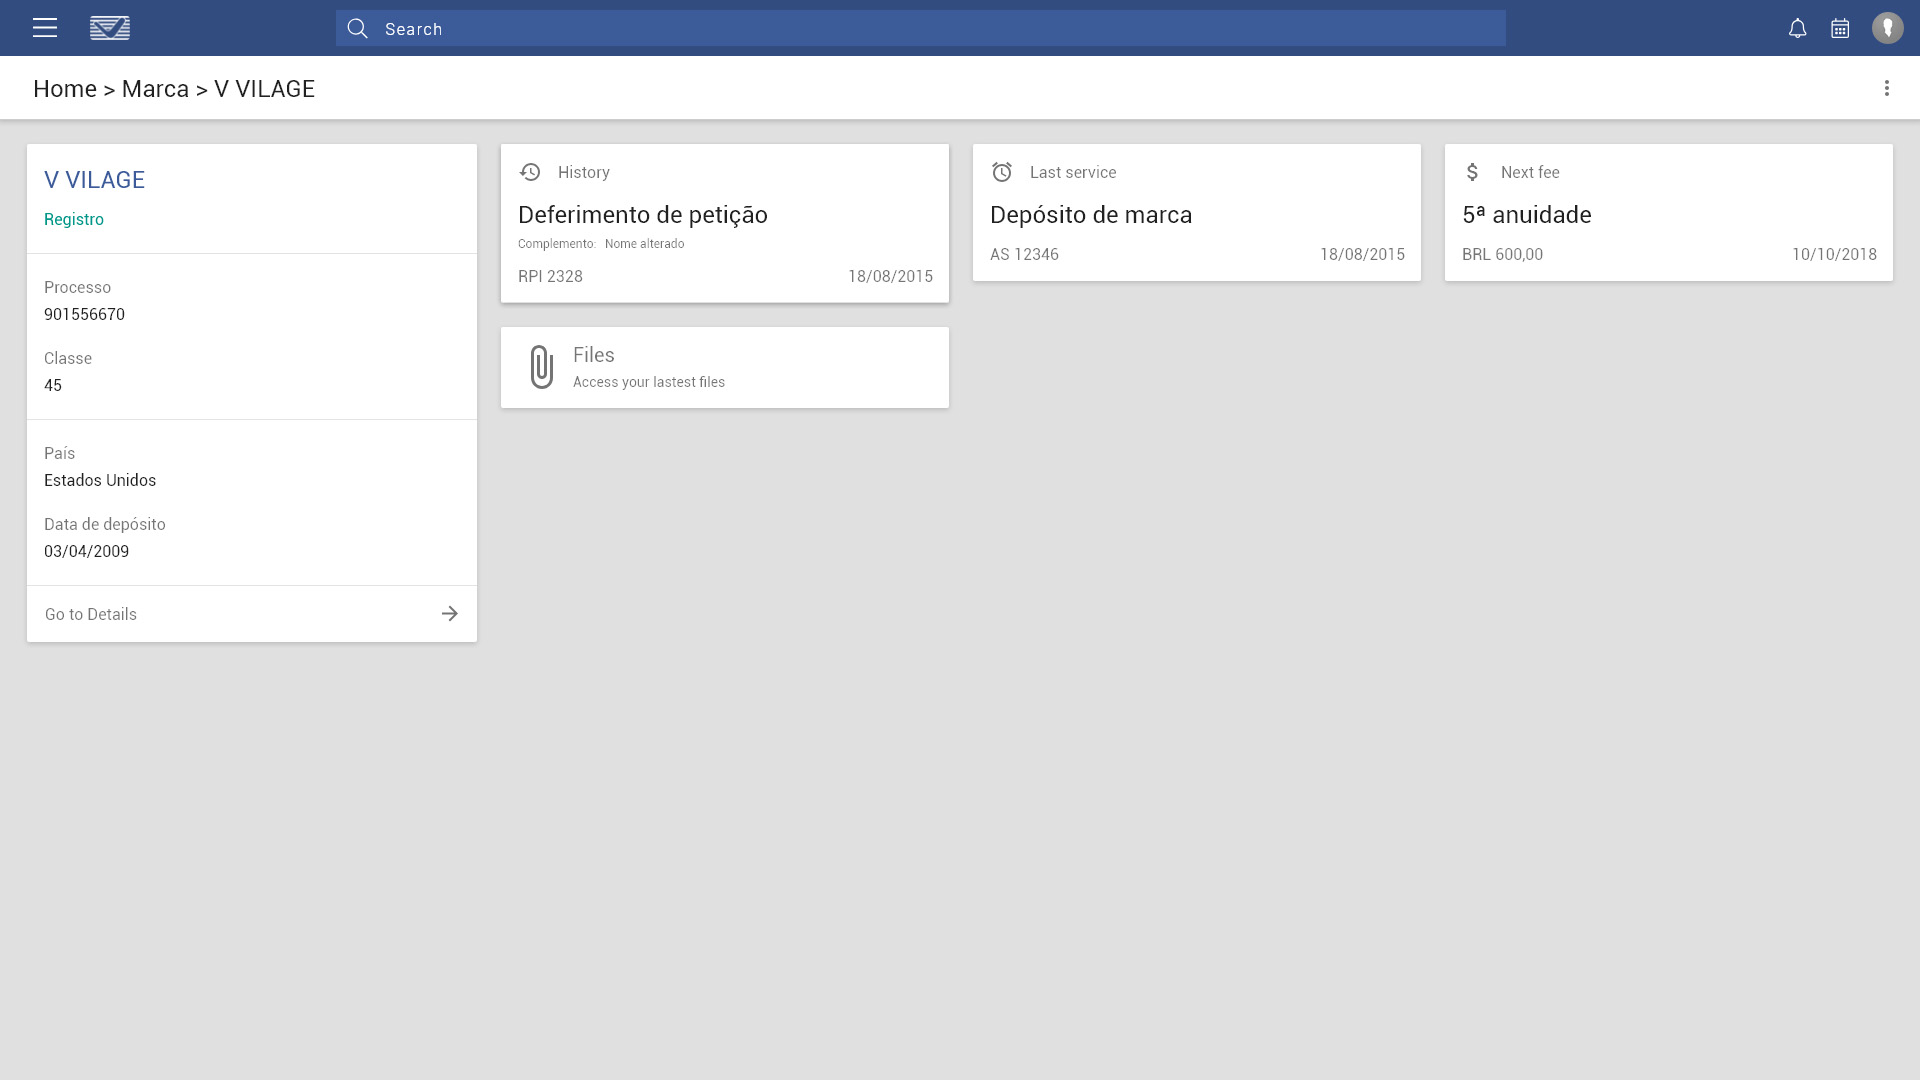 Search
Home > Marca > V VILAGE
V VILAGE
Registro
Processo
901556670
Classe
45
País
Estados Unidos
Data de depósito
03/04/2009
Go to Details
History
Deferimento de petição
Complemento: Nome alterado
RPI 2328 18/08/2015
Files
Access your lastest files
Last service
Depósito de marca
AS 12346 18/08/2015
Next fee
5ª anuidade
BRL 600,00 10/10/2018